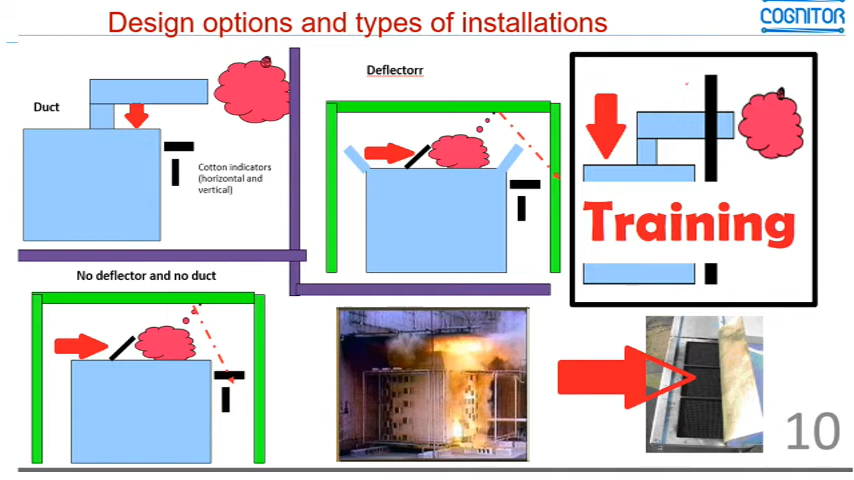 Design options and types of installations
COGNITOR
Deflectorr
Duct
Cotton indicators
(horizontal and
vertical)
Training
No deflector and no duct
10